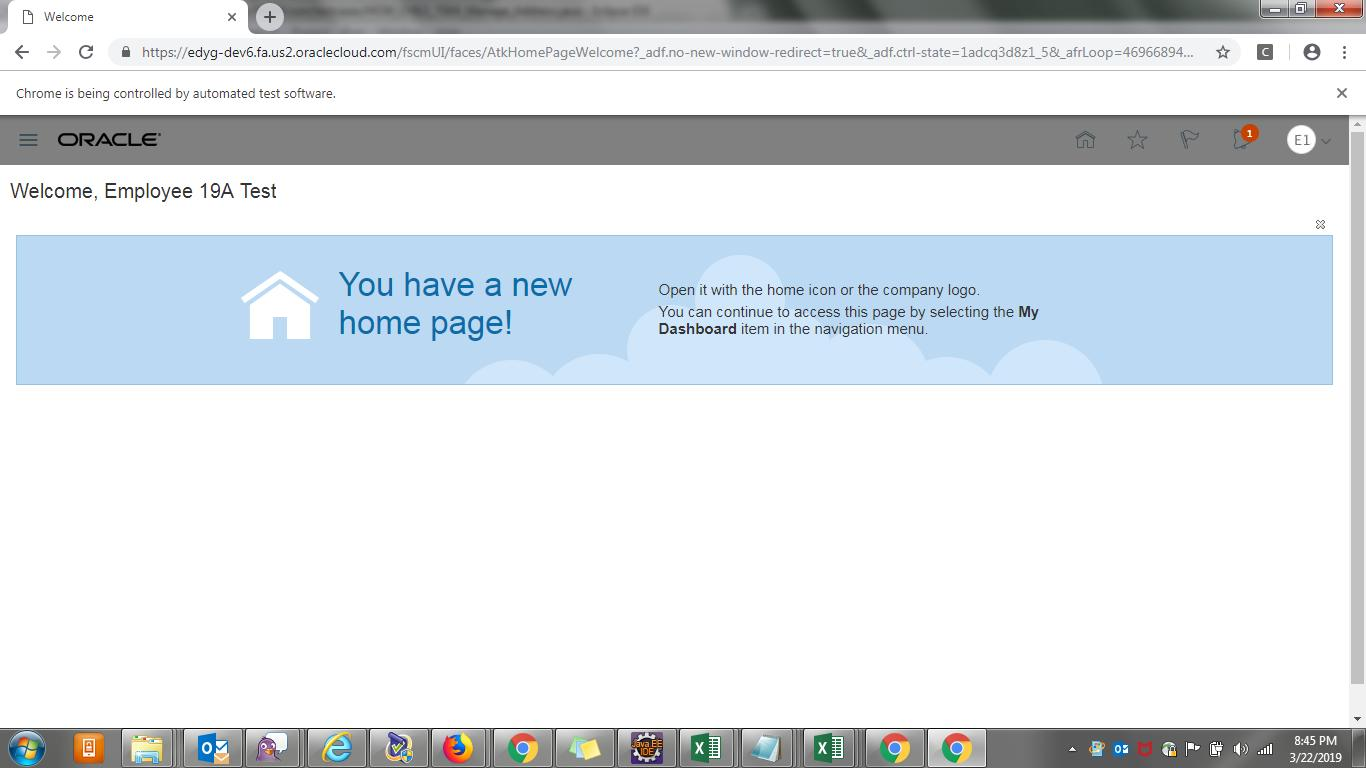 Welcome
https://edyg-dev6.fa.us2.oraclecloud.com/fscmUI/faces/AtkHomePageWelcome?_adf.no-new-window-redirect=true&_adf.ctrl-state=1adcq3d8z1_5&_afrLoop=46966894...
C
Chrome is being controlled by automated test software.
ORACLE
1
E1
Welcome, Employee 19A Test
You have a new
home page!
Open it with the home icon or the company logo.
You can continue to access this page by selecting the My
Dashboard item in the navigation menu.
Java EE
IDE
8:45 PM
3/22/2019